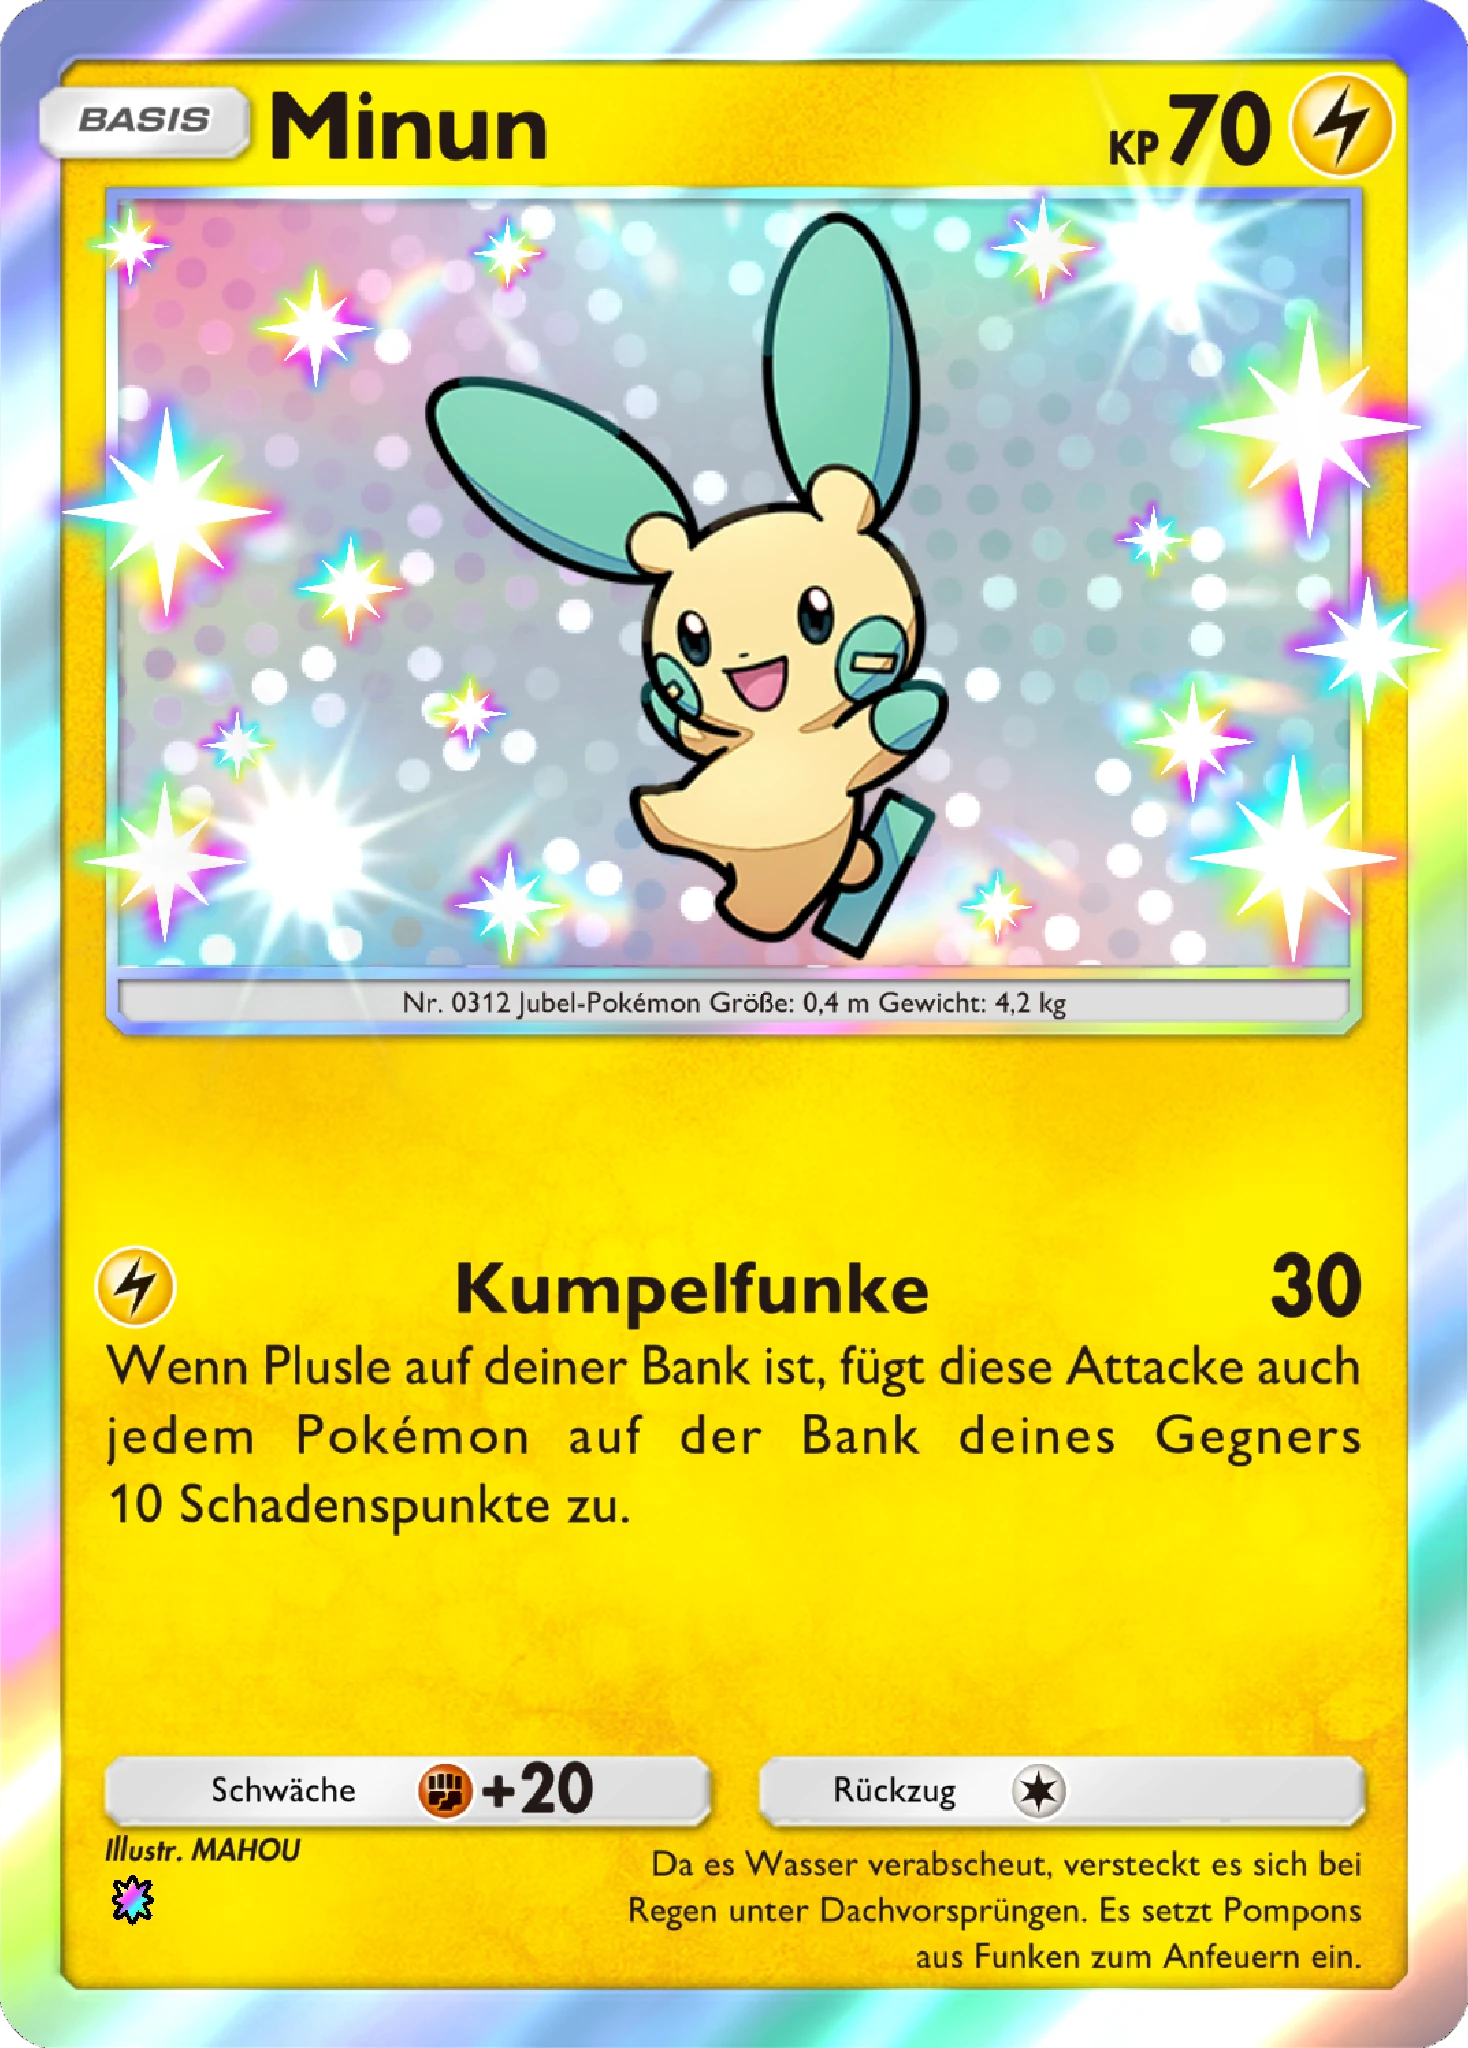 BASIS Minun KP 70
Nr. 0312 Jubel-Pokémon Größe: 0,4 m Gewicht: 4,2 kg
Kumpelfunke 30
Wenn Plusle auf deiner Bank ist, fügt diese Attacke auch
jedem Pokémon auf der Bank deines Gegners
10 Schadenspunkte zu.
Schwäche +20 Rückzug
Illustr. MAHOU
Da es Wasser verabscheut, versteckt es sich bei
Regen unter Dachvorsprüngen. Es setzt Pompons
aus Funken zum Anfeuern ein.